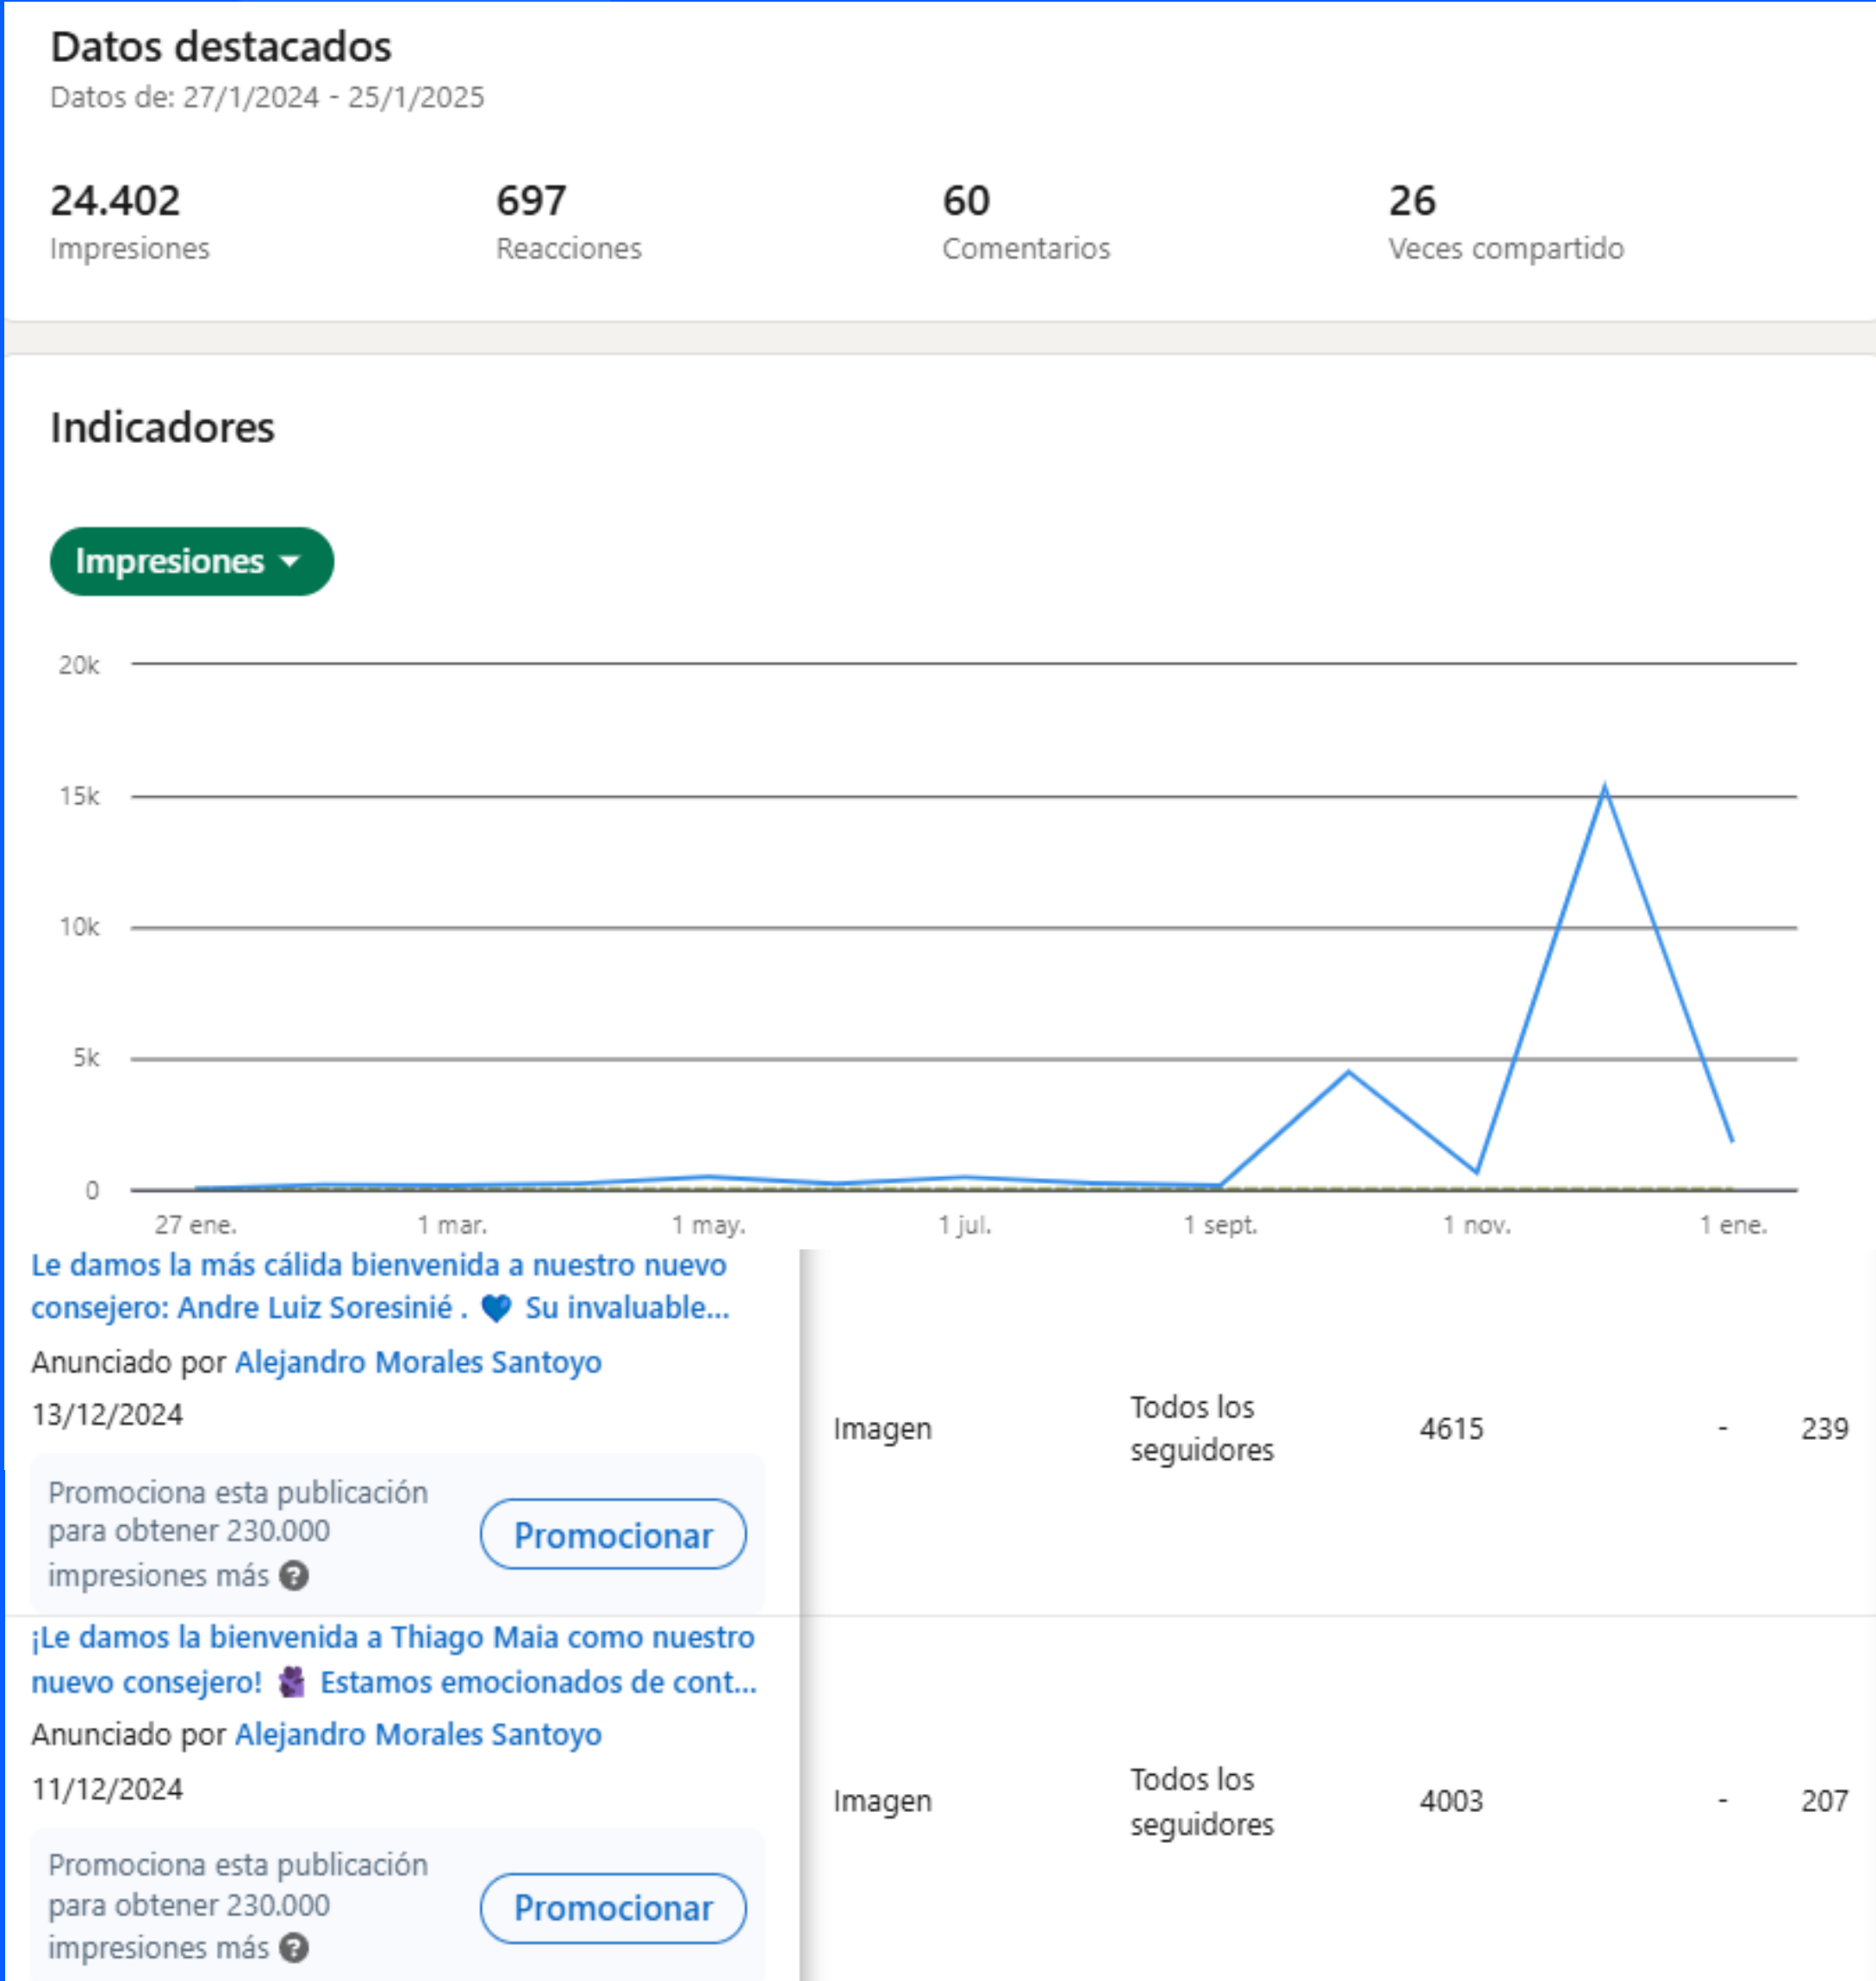 Datos destacados
Datos de: 27/1/2024 - 25/1/2025
24.402
Impresiones
697
Reacciones
60
Comentarios
26
Veces compartido
Indicadores
Impresiones
20k
15k
10k
5k
0
27 ene. 1 mar. 1 may. 1 jul. 1 sept. 1 nov. 1 ene.
Le damos la más cálida bienvenida a nuestro nuevo
consejero: Andre Luiz Soresinié . 💙 Su invaluable...
Anunciado por Alejandro Morales Santoyo
13/12/2024
Promociona esta publicación
para obtener 230.000
impresiones más ?
Promocionar
Imagen
Todos los
seguidores
4615
-
239
¡Le damos la bienvenida a Thiago Maia como nuestro
nuevo consejero! Estamos emocionados de cont...
Anunciado por Alejandro Morales Santoyo
11/12/2024
Promociona esta publicación
para obtener 230.000
impresiones más ?
Promocionar
Imagen
Todos los
seguidores
4003
-
207